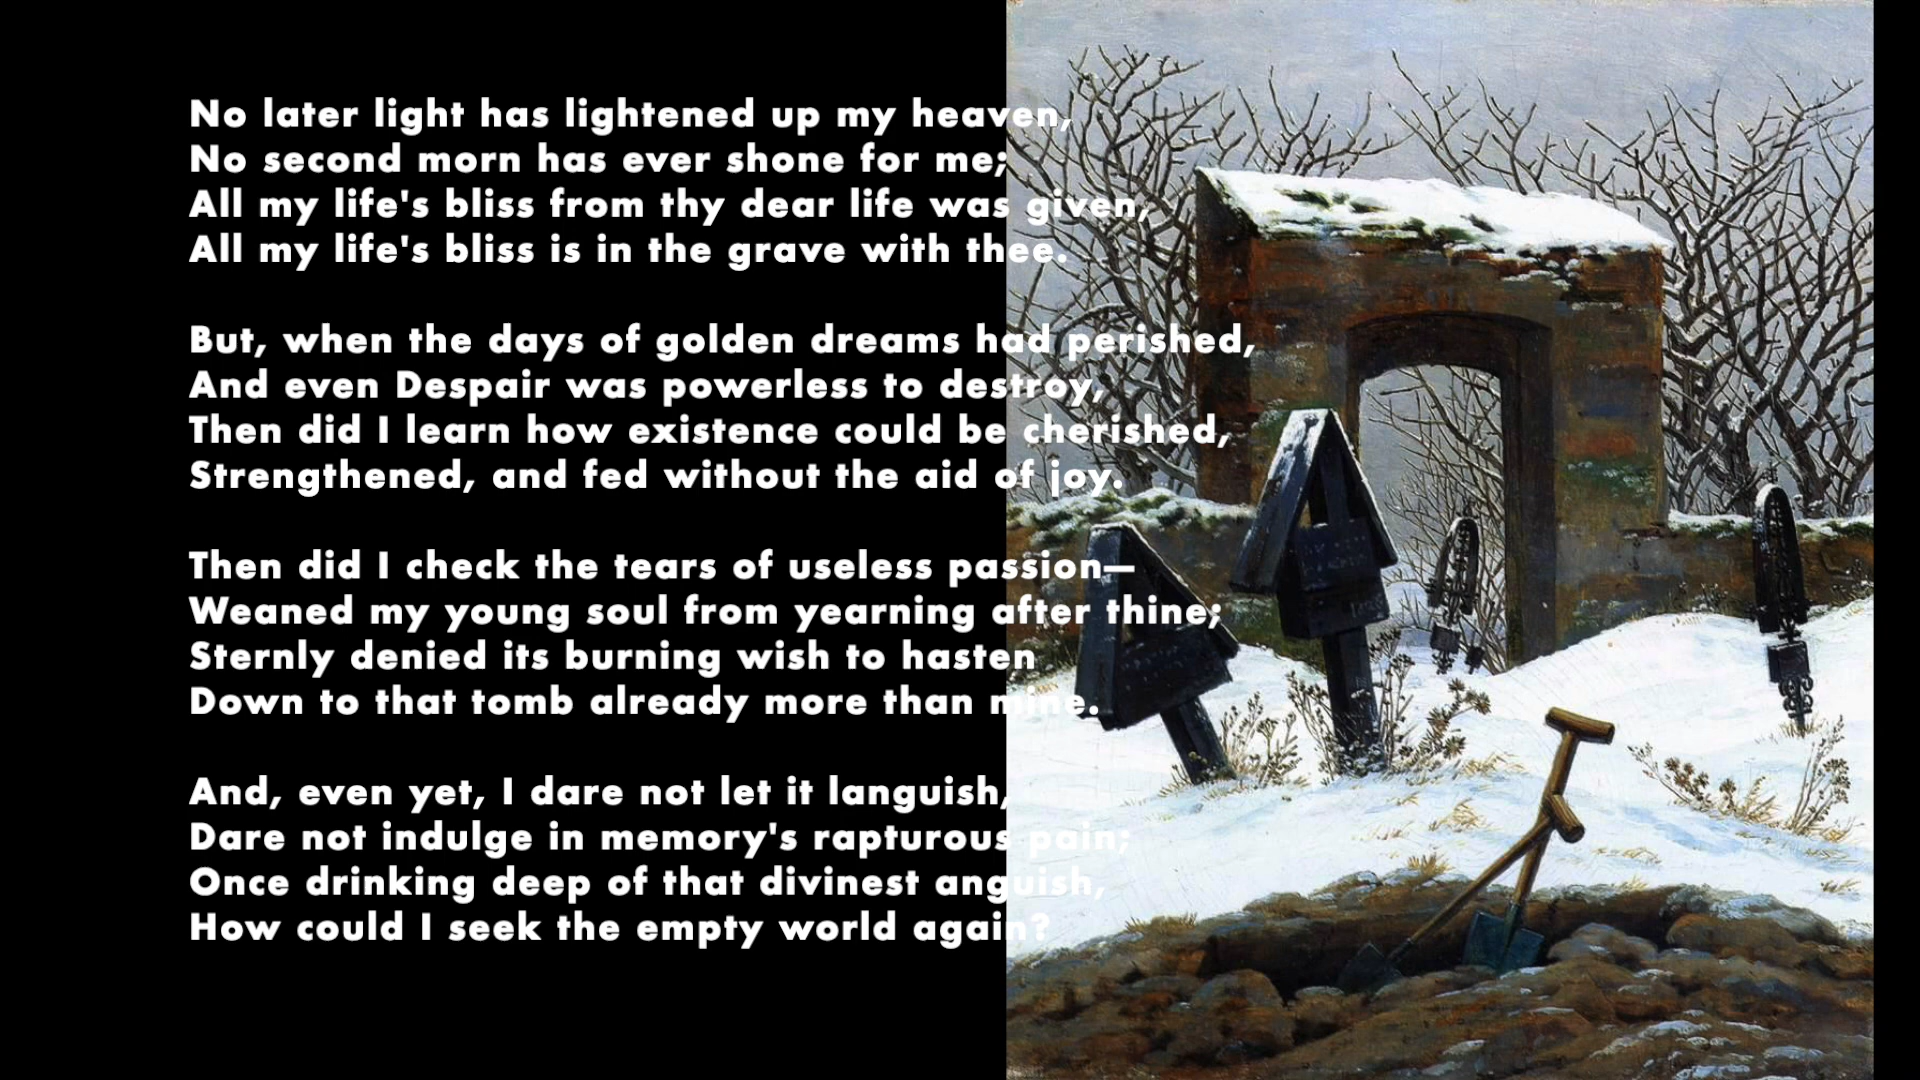 No later light has lightened up my heaven,
No second morn has ever shone for me;
All my life's bliss from thy dear life was given,
All my life's bliss is in the grave with thee.

But, when the days of golden dreams had perished,
And even Despair was powerless to destroy,
Then did I learn how existence could be cherished,
Strengthened, and fed without the aid of joy.

Then did I check the tears of useless passion—
Weaned my young soul from yearning after thine;
Sternly denied its burning wish to hasten
Down to that tomb already more than mine.

And, even yet, I dare not let it languish,
Dare not indulge in memory's rapturous pain;
Once drinking deep of that divinest anguish,
How could I seek the empty world again?